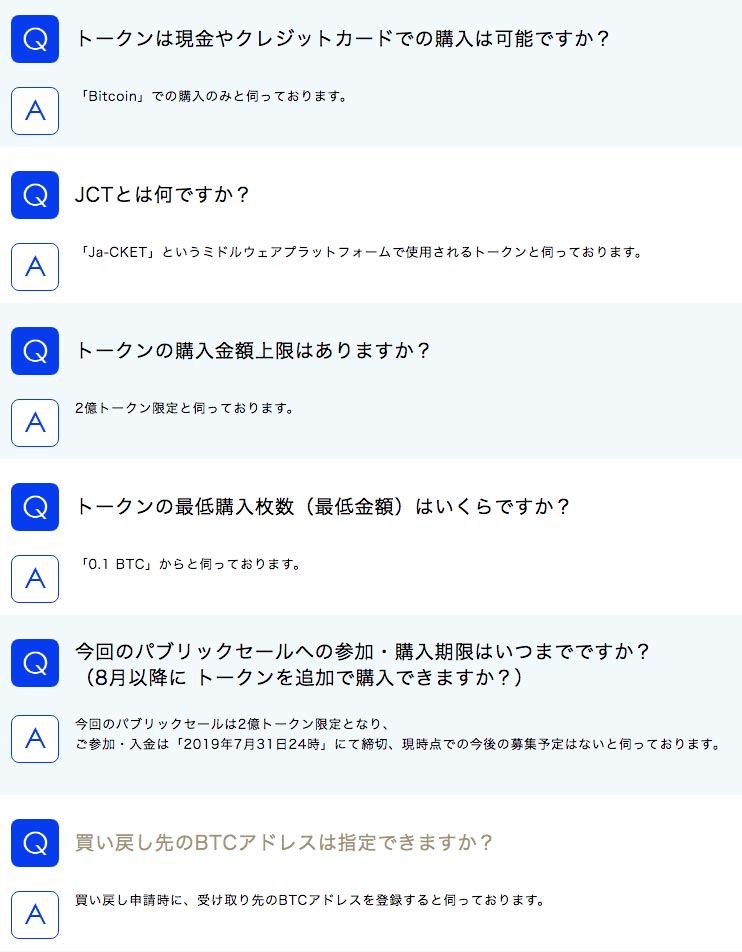 Q トークンは現金やクレジットカードでの購入は可能ですか？
A 「Bitcoin」での購入のみと伺っております。
Q JCTとは何ですか？
A 「Ja-CKET」というミドルウェアプラットフォームで使用されるトークンと伺っております。
Q トークンの購入金額上限はありますか？
A 2億トークン限定と伺っております。
Q トークンの最低購入枚数（最低金額）はいくらですか？
A 「0.1 BTC」からと伺っております。
Q 今回のパブリックセールへの参加・購入期限はいつまでですか？
（8月以降に トークンを追加で購入できますか？）
A 今回のパブリックセールは2億トークン限定となり、
ご参加・入金は「2019年7月31日24時」にて締切、現時点での今後の募集予定はないと伺っております。
Q 買い戻し先のBTCアドレスは指定できますか？
A 買い戻し申請時に、受け取り先のBTCアドレスを登録すると伺っております。